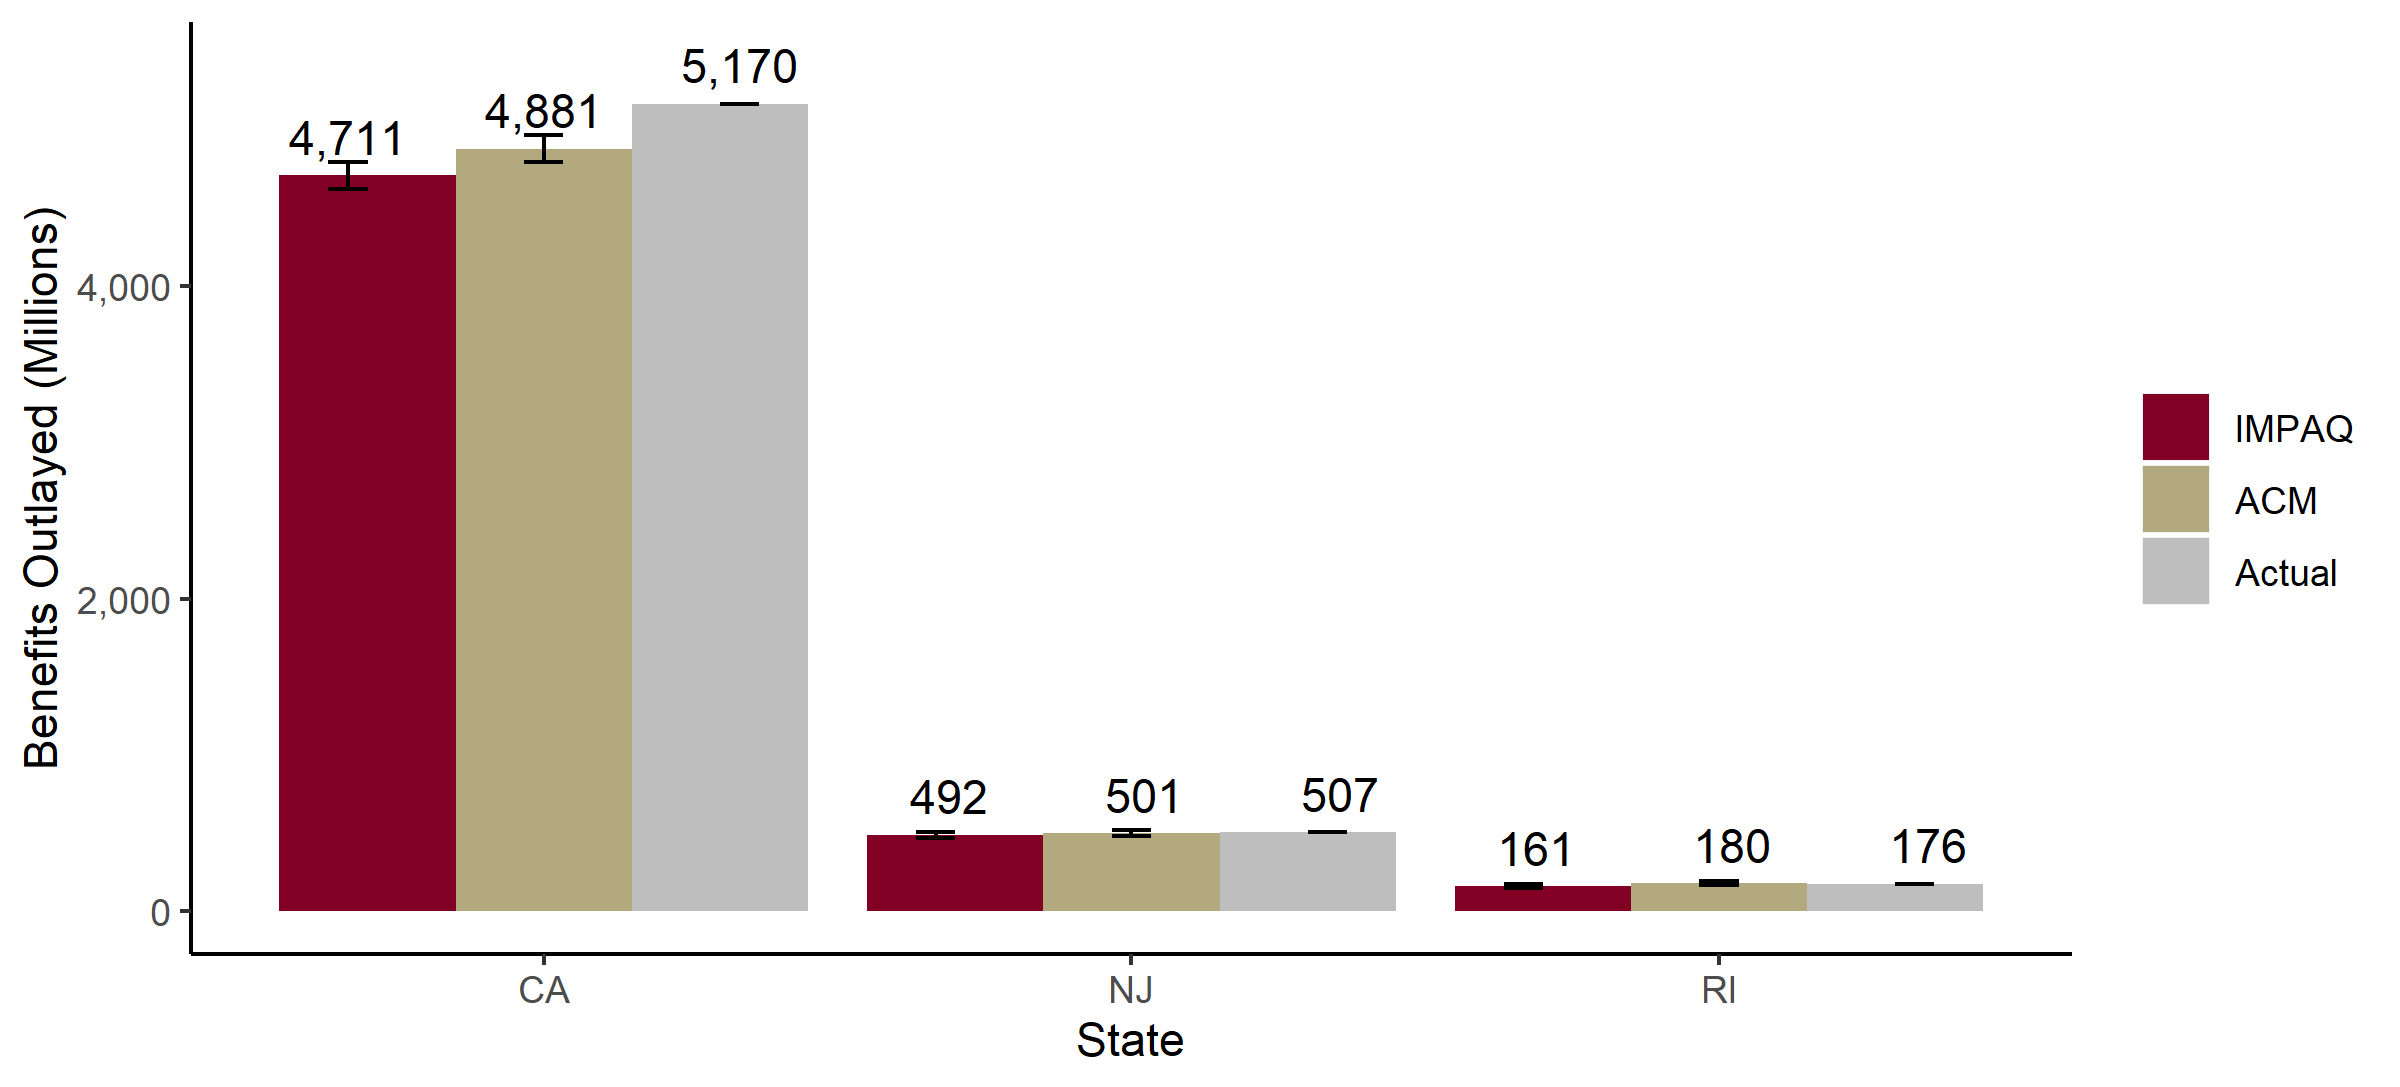 5,170
4,881
4,711
Benefits Outlayed (Millions)
4,000
2,000
0
492
501
507
161
180
176
CA
NJ
RI
State
IMPAQ
ACM
Actual